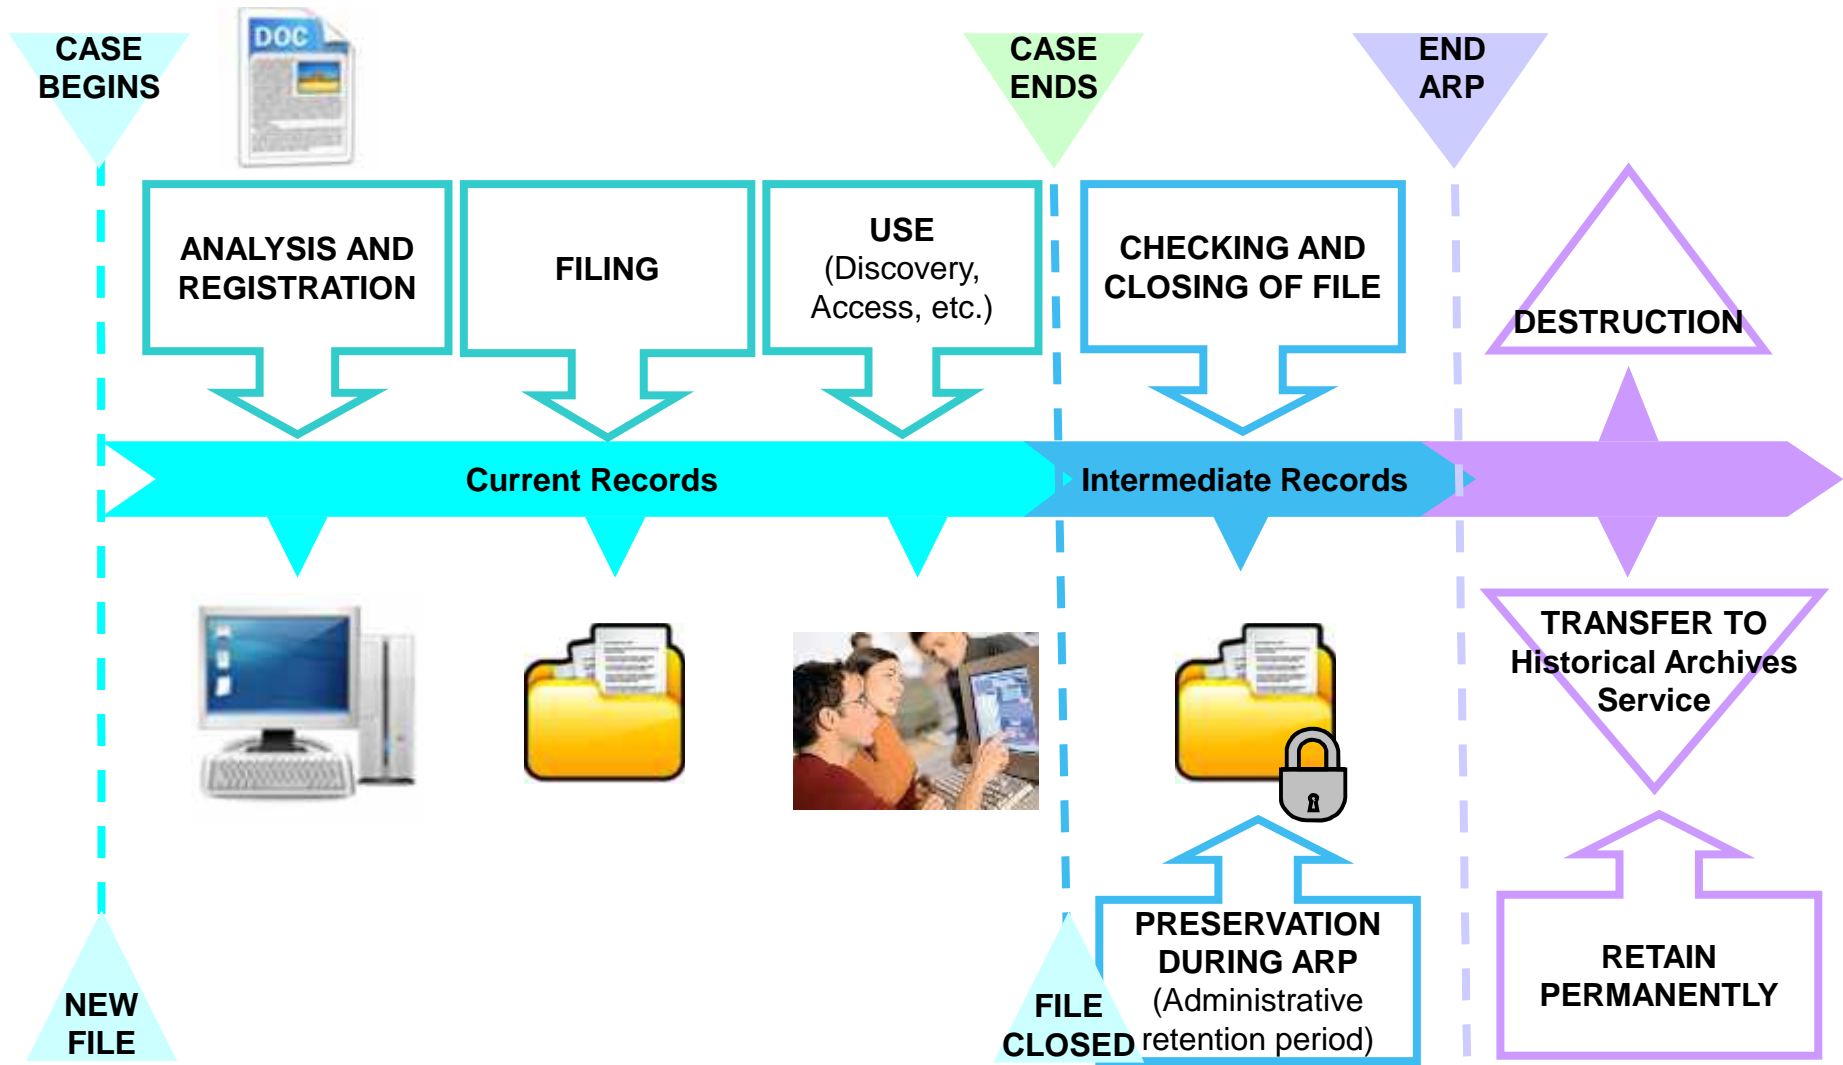 CASE
BEGINS
DOC
CASE
ENDS
END
ARP
ANALYSIS AND
REGISTRATION
FILING
USE
(Discovery,
Access, etc.)
CHECKING AND
CLOSING OF FILE
DESTRUCTION
Current Records
Intermediate Records
TRANSFER TO
Historical Archives
Service
NEW
FILE
FILE
CLOSED
PRESERVATION
DURING ARP
(Administrative
retention period)
RETAIN
PERMANENTLY